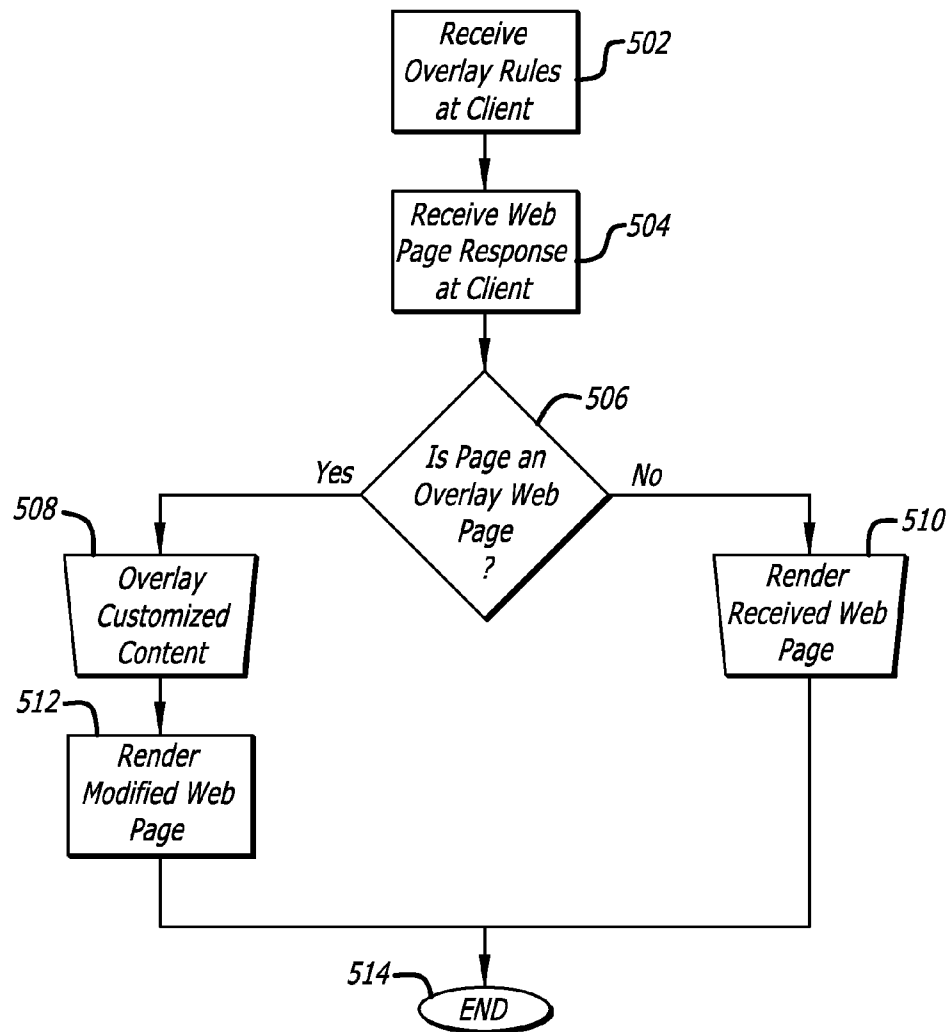 Receive
Overlay Rules
at Client
502
Receive Web
Page Response
at Client
504
506
Is Page an
Overlay Web
Page
?
Yes
No
508
Overlay
Customized
Content
510
Render
Received Web
Page
512
Render
Modified Web
Page
514
END